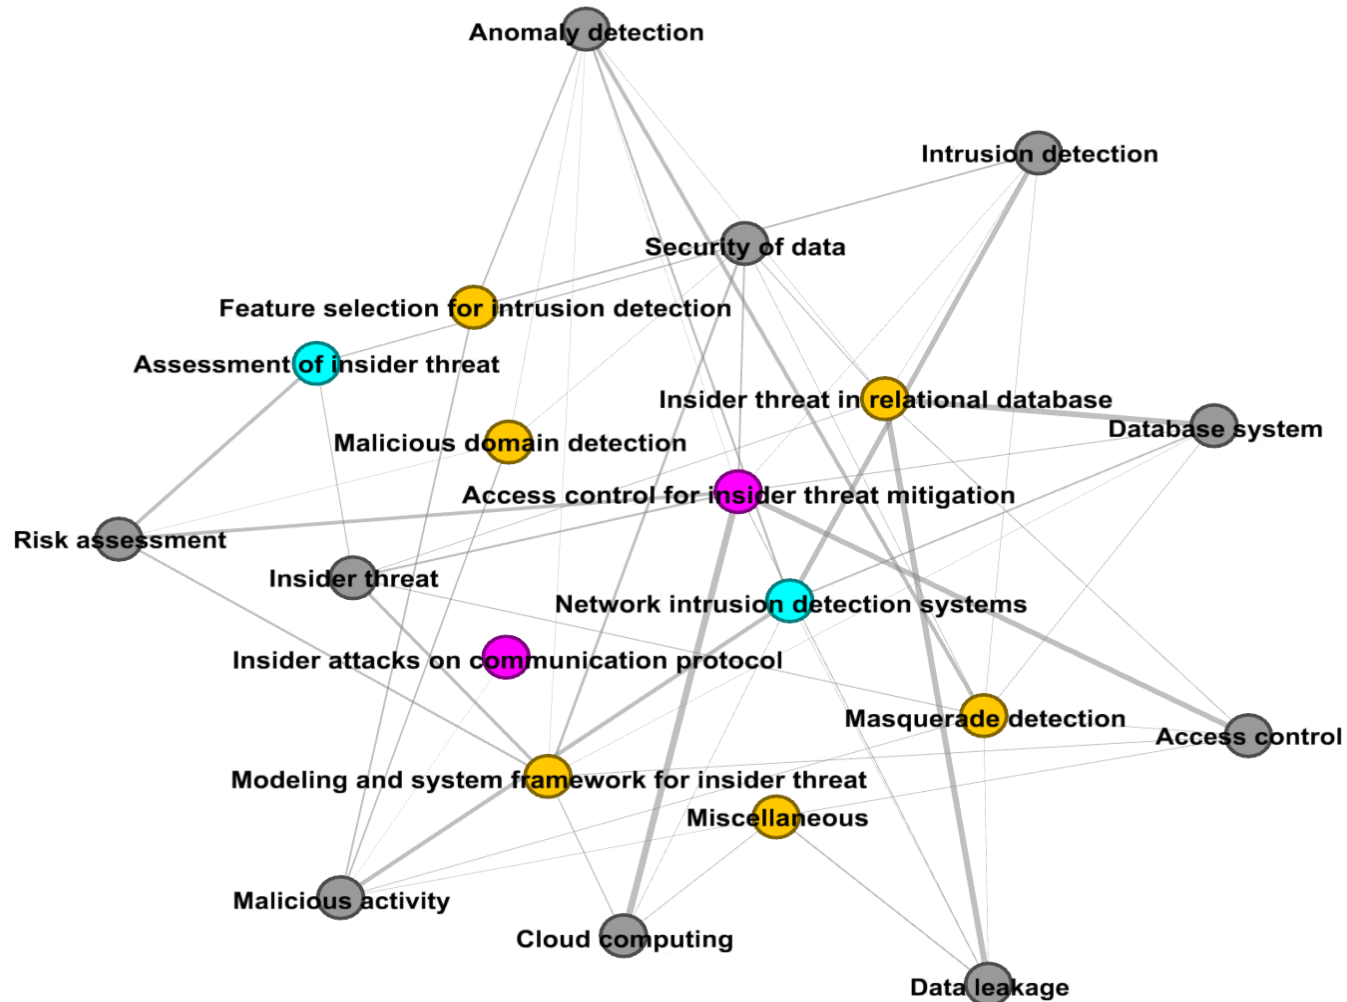 Anomaly detection
Intrusion detection
Security of data
Feature selection for intrusion detection
Assessment of insider threat
Insider threat in relational database
Database system
Malicious domain detection
Access control for insider threat mitigation
Risk assessment
Insider threat
Network intrusion detection systems
Insider attacks on communication protocol
Masquerade detection
Access control
Modeling and system framework for insider threat
Miscellaneous
Malicious activity
Cloud computing
Data leakage